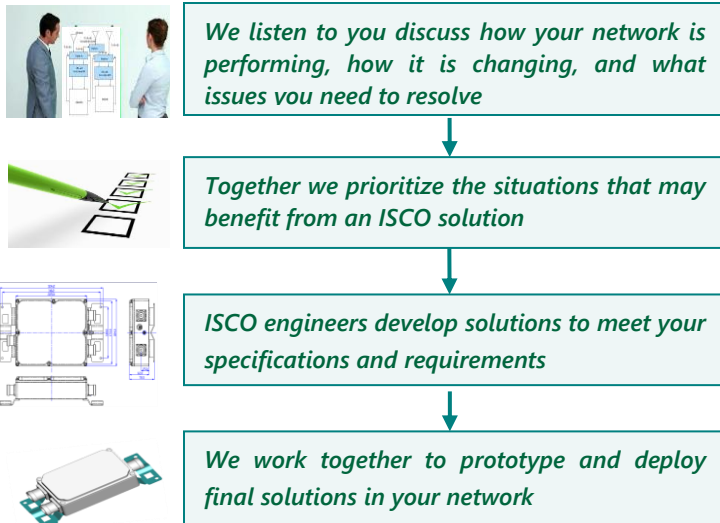 We listen to you discuss how your network is
performing, how it is changing, and what
issues you need to resolve
Together we prioritize the situations that may
benefit from an ISCO solution
ISCO engineers develop solutions to meet your
specifications and requirements
We work together to prototype and deploy
final solutions in your network